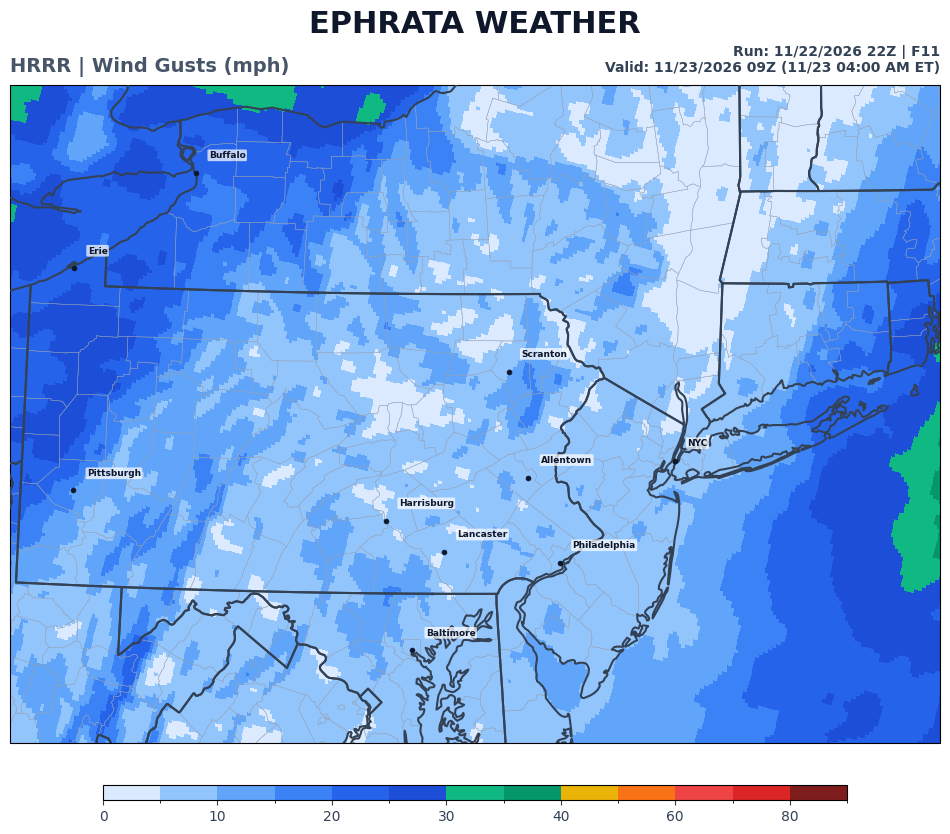 EPHRATA WEATHER
HRRR | Wind Gusts (mph)
Run: 11/22/2026 22Z | F11
Valid: 11/23/2026 09Z (11/23 04:00 AM ET)
Buffalo
Erie
Scranton
NYC
Allentown
Pittsburgh
Harrisburg
Lancaster
Philadelphia
Baltimore
0 10 20 30 40 60 80